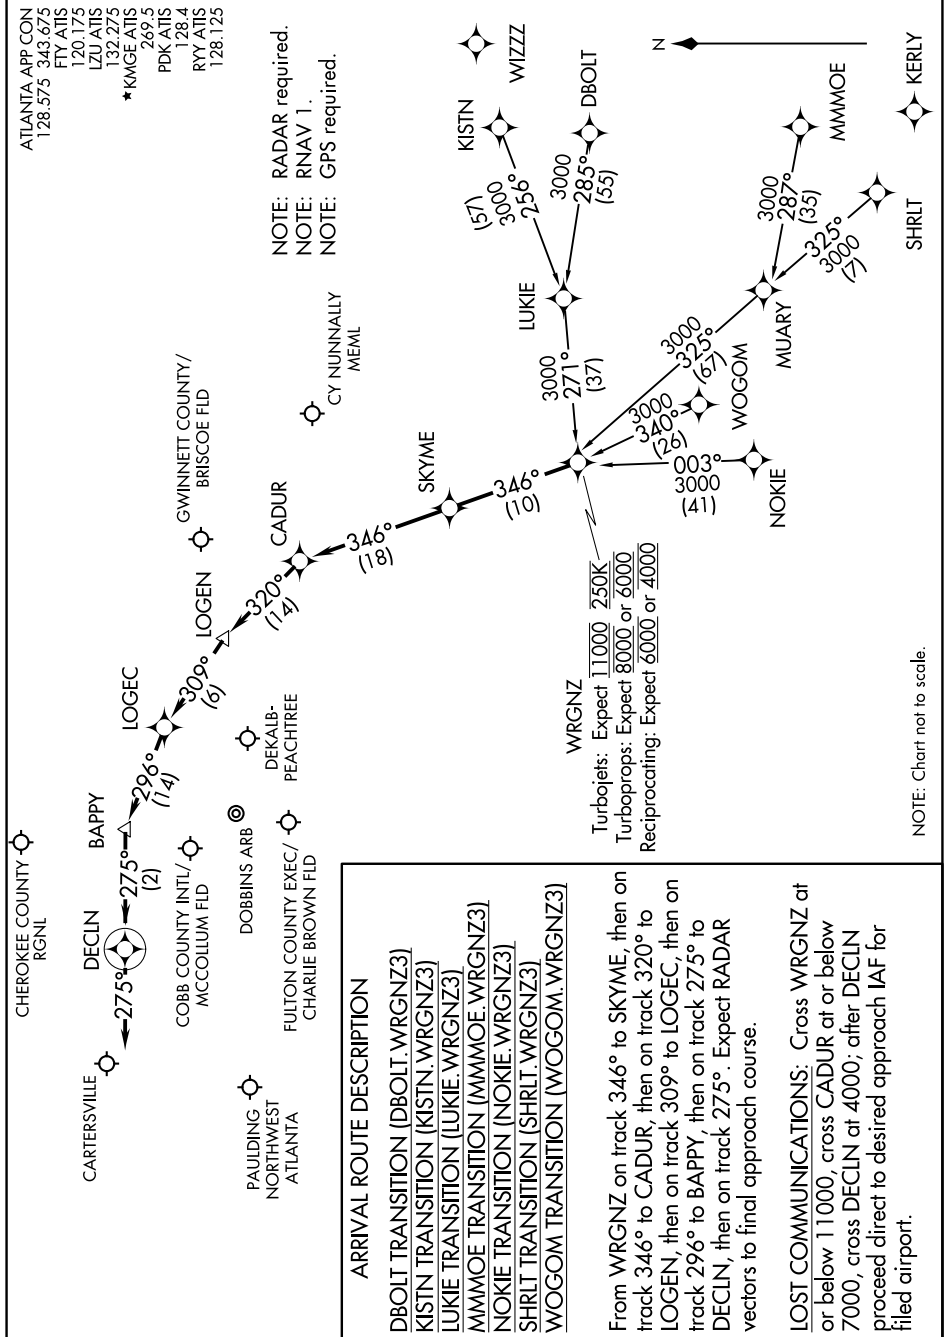 ATLANTA APP CON
128.575 343.675
FTY ATIS
120.175
LZU ATIS
132.275
★KMGE ATIS
269.5
PDK ATIS
128.4
RYY ATIS
128.125
NOTE: RADAR required.
NOTE: RNAV 1.
NOTE: GPS required.
CHEROKEE COUNTY
RGNL
CARTERSVILLE
275°
DECLN
275°
(2)
BAPPY
296°
(14)
LOGEC
309°
(6)
LOGEN
320°
(14)
CADUR
346°
(18)
SKYME
346°
(10)
GWINNETT COUNTY/
BRISCOE FLD
CY NUNNALLY
MEML
COBB COUNTY INTL/
MCCOLLUM FLD
DOBBINS ARB
DEKALB-
PEACHTREE
FULTON COUNTY EXEC/
CHARLIE BROWN FLD
PAULDING
NORTHWEST
ATLANTA
KISTN
(57)
3000
256°
WIZZZ
DBOLT
3000
285°
(55)
LUKIE
3000
271°
(37)
N
MMMOE
3000
287°
(35)
KERLY
SHRLT
325°
3000
(7)
MUARY
3000
325°
(67)
WOGOM
3000
340°
(26)
NOKIE
003°
3000
(41)
WRGNZ
Turbojets: Expect 11000 250K
Turboprops: Expect 8000 or 6000
Reciprocating: Expect 6000 or 4000
NOTE: Chart not to scale.
ARRIVAL ROUTE DESCRIPTION
DBOLT TRANSITION (DBOLT.WRGNZ3)
KISTN TRANSITION (KISTN.WRGNZ3)
LUKIE TRANSITION (LUKIE.WRGNZ3)
MMMOE TRANSITION (MMMOE.WRGNZ3)
NOKIE TRANSITION (NOKIE.WRGNZ3)
SHRLT TRANSITION (SHRLT.WRGNZ3)
WOGOM TRANSITION (WOGOM.WRGNZ3)
From WRGNZ on track 346° to SKYME, then on
track 346° to CADUR, then on track 320° to
LOGEN, then on track 309° to LOGEC, then on
track 296° to BAPPY, then on track 275° to
DECLN, then on track 275°. Expect RADAR
vectors to final approach course.
LOST COMMUNICATIONS: Cross WRGNZ at
or below 11000, cross CADUR at or below
7000, cross DECLN at 4000; after DECLN
proceed direct to desired approach IAF for
filed airport.